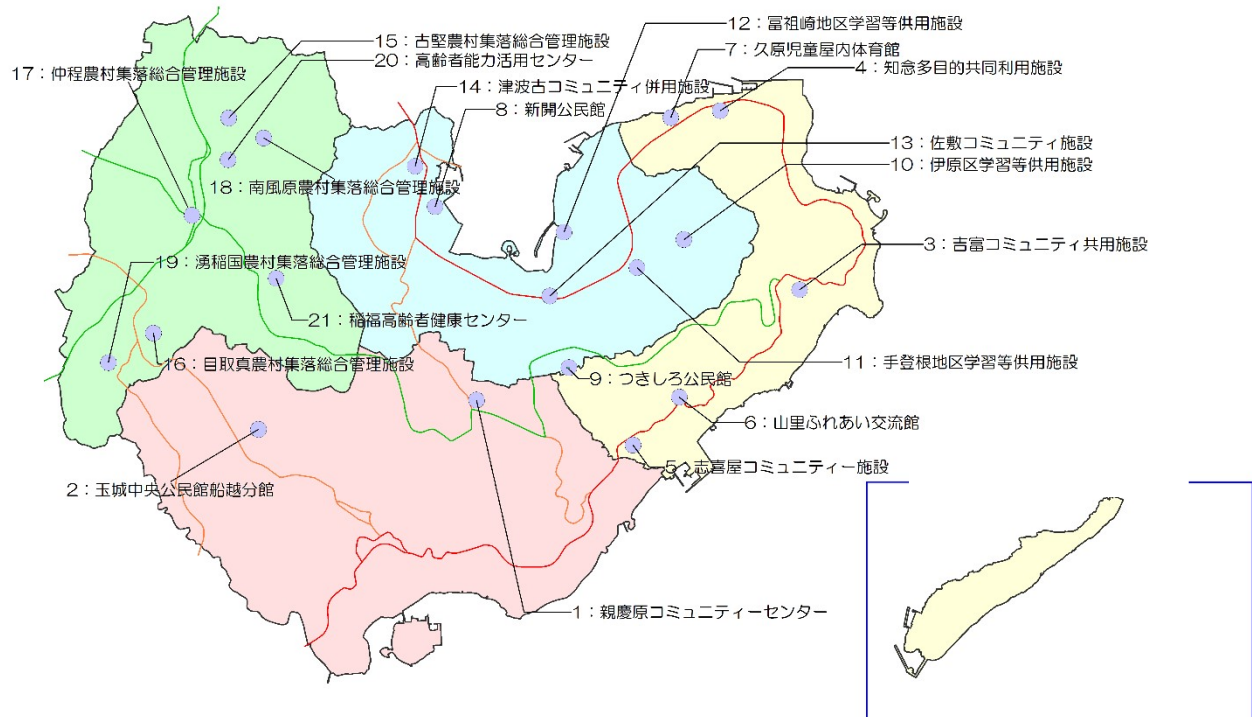 12：冨祖崎地区学習等供用施設
15：古堅農村集落総合管理施設
7：久原児童屋内体育館
20：高齢者能力活用センター
4：知念多目的共同利用施設
17：仲程農村集落総合管理施設
14：津波古コミュニティ併用施設
8：新開公民館
13：佐敷コミュニティ施設
10：伊原区学習等供用施設
18：南風原農村集落総合管理施設
3：吉富コミュニティ共用施設
19：湧稲国農村集落総合管理施設
21：稲福高齢者健康センター
16：目取真農村集落総合管理施設
11：手登根地区学習等供用施設
9：つきしろ公民館
6：山里ふれあい交流館
5：志喜屋コミュニティー施設
2：玉城中央公民館船越分館
1：親慶原コミュニティーセンター